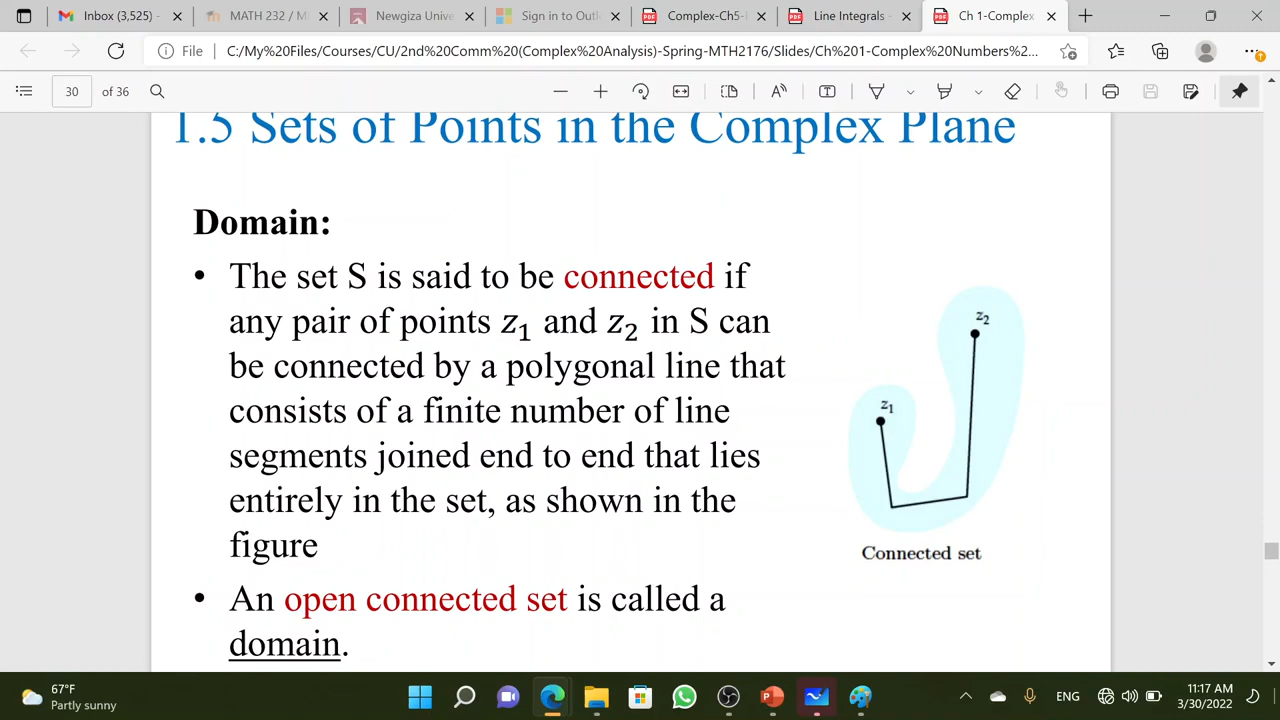 Inbox (3,525)
MATH 232 / M
Newgiza Unive
Sign in to Outl
Complex-Ch5-
Line Integrals -
Ch 1-Complex
File
C:/My%20Files/Courses/CU/2nd%20Comm%20(Complex%20Analysis)-Spring-MTH2176/Slides/Ch%201-Complex%20Numbers%2...
30 of 36
1.5 Sets of Points in the Complex Plane
Domain:
• The set S is said to be connected if
any pair of points z₁ and z₂ in S can
be connected by a polygonal line that
consists of a finite number of line
segments joined end to end that lies
entirely in the set, as shown in the
figure
z₂
z₁
Connected set
• An open connected set is called a
domain.
67°F
Partly sunny
ENG
11:17 AM
3/30/2022